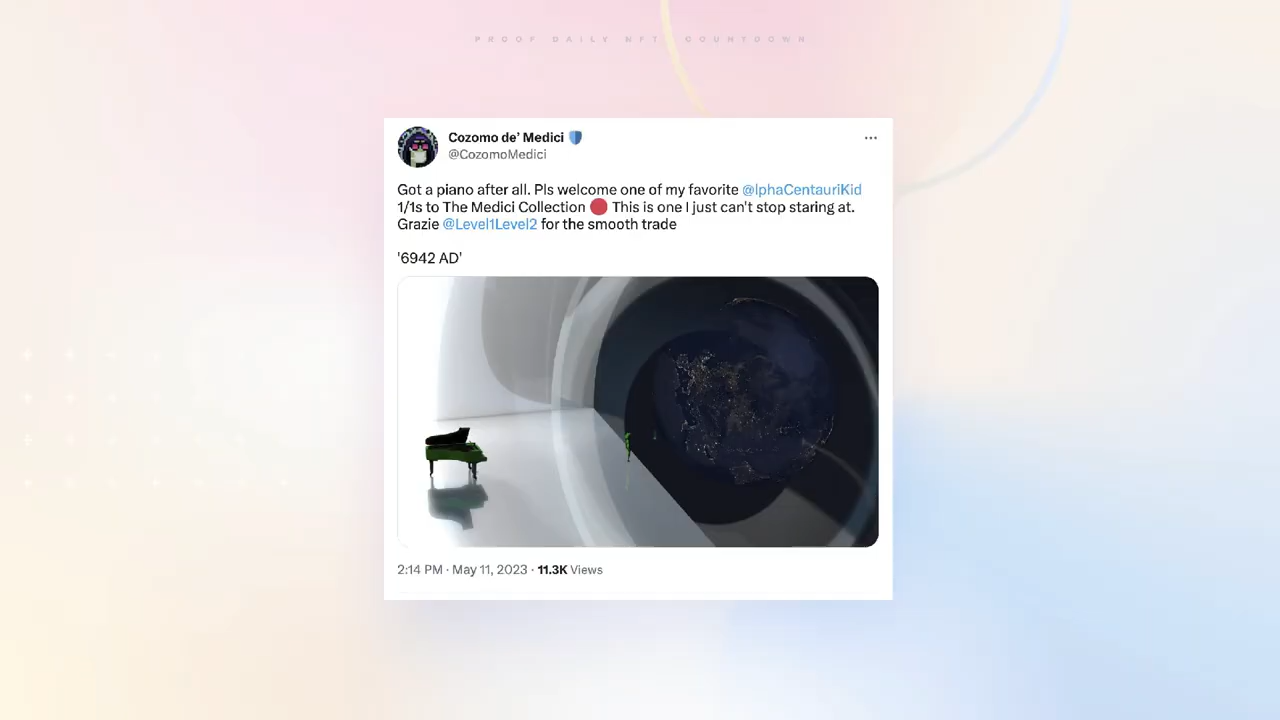 PROOF DAILY NFT COUNTDOWN
Cozomo de' Medici
@CozomoMedici
Got a piano after all. Pls welcome one of my favorite @lphaCentauriKid
1/1s to The Medici Collection 🔴 This is one I just can't stop staring at.
Grazie @Level1Level2 for the smooth trade
'6942 AD'
2:14 PM · May 11, 2023 · 11.3K Views